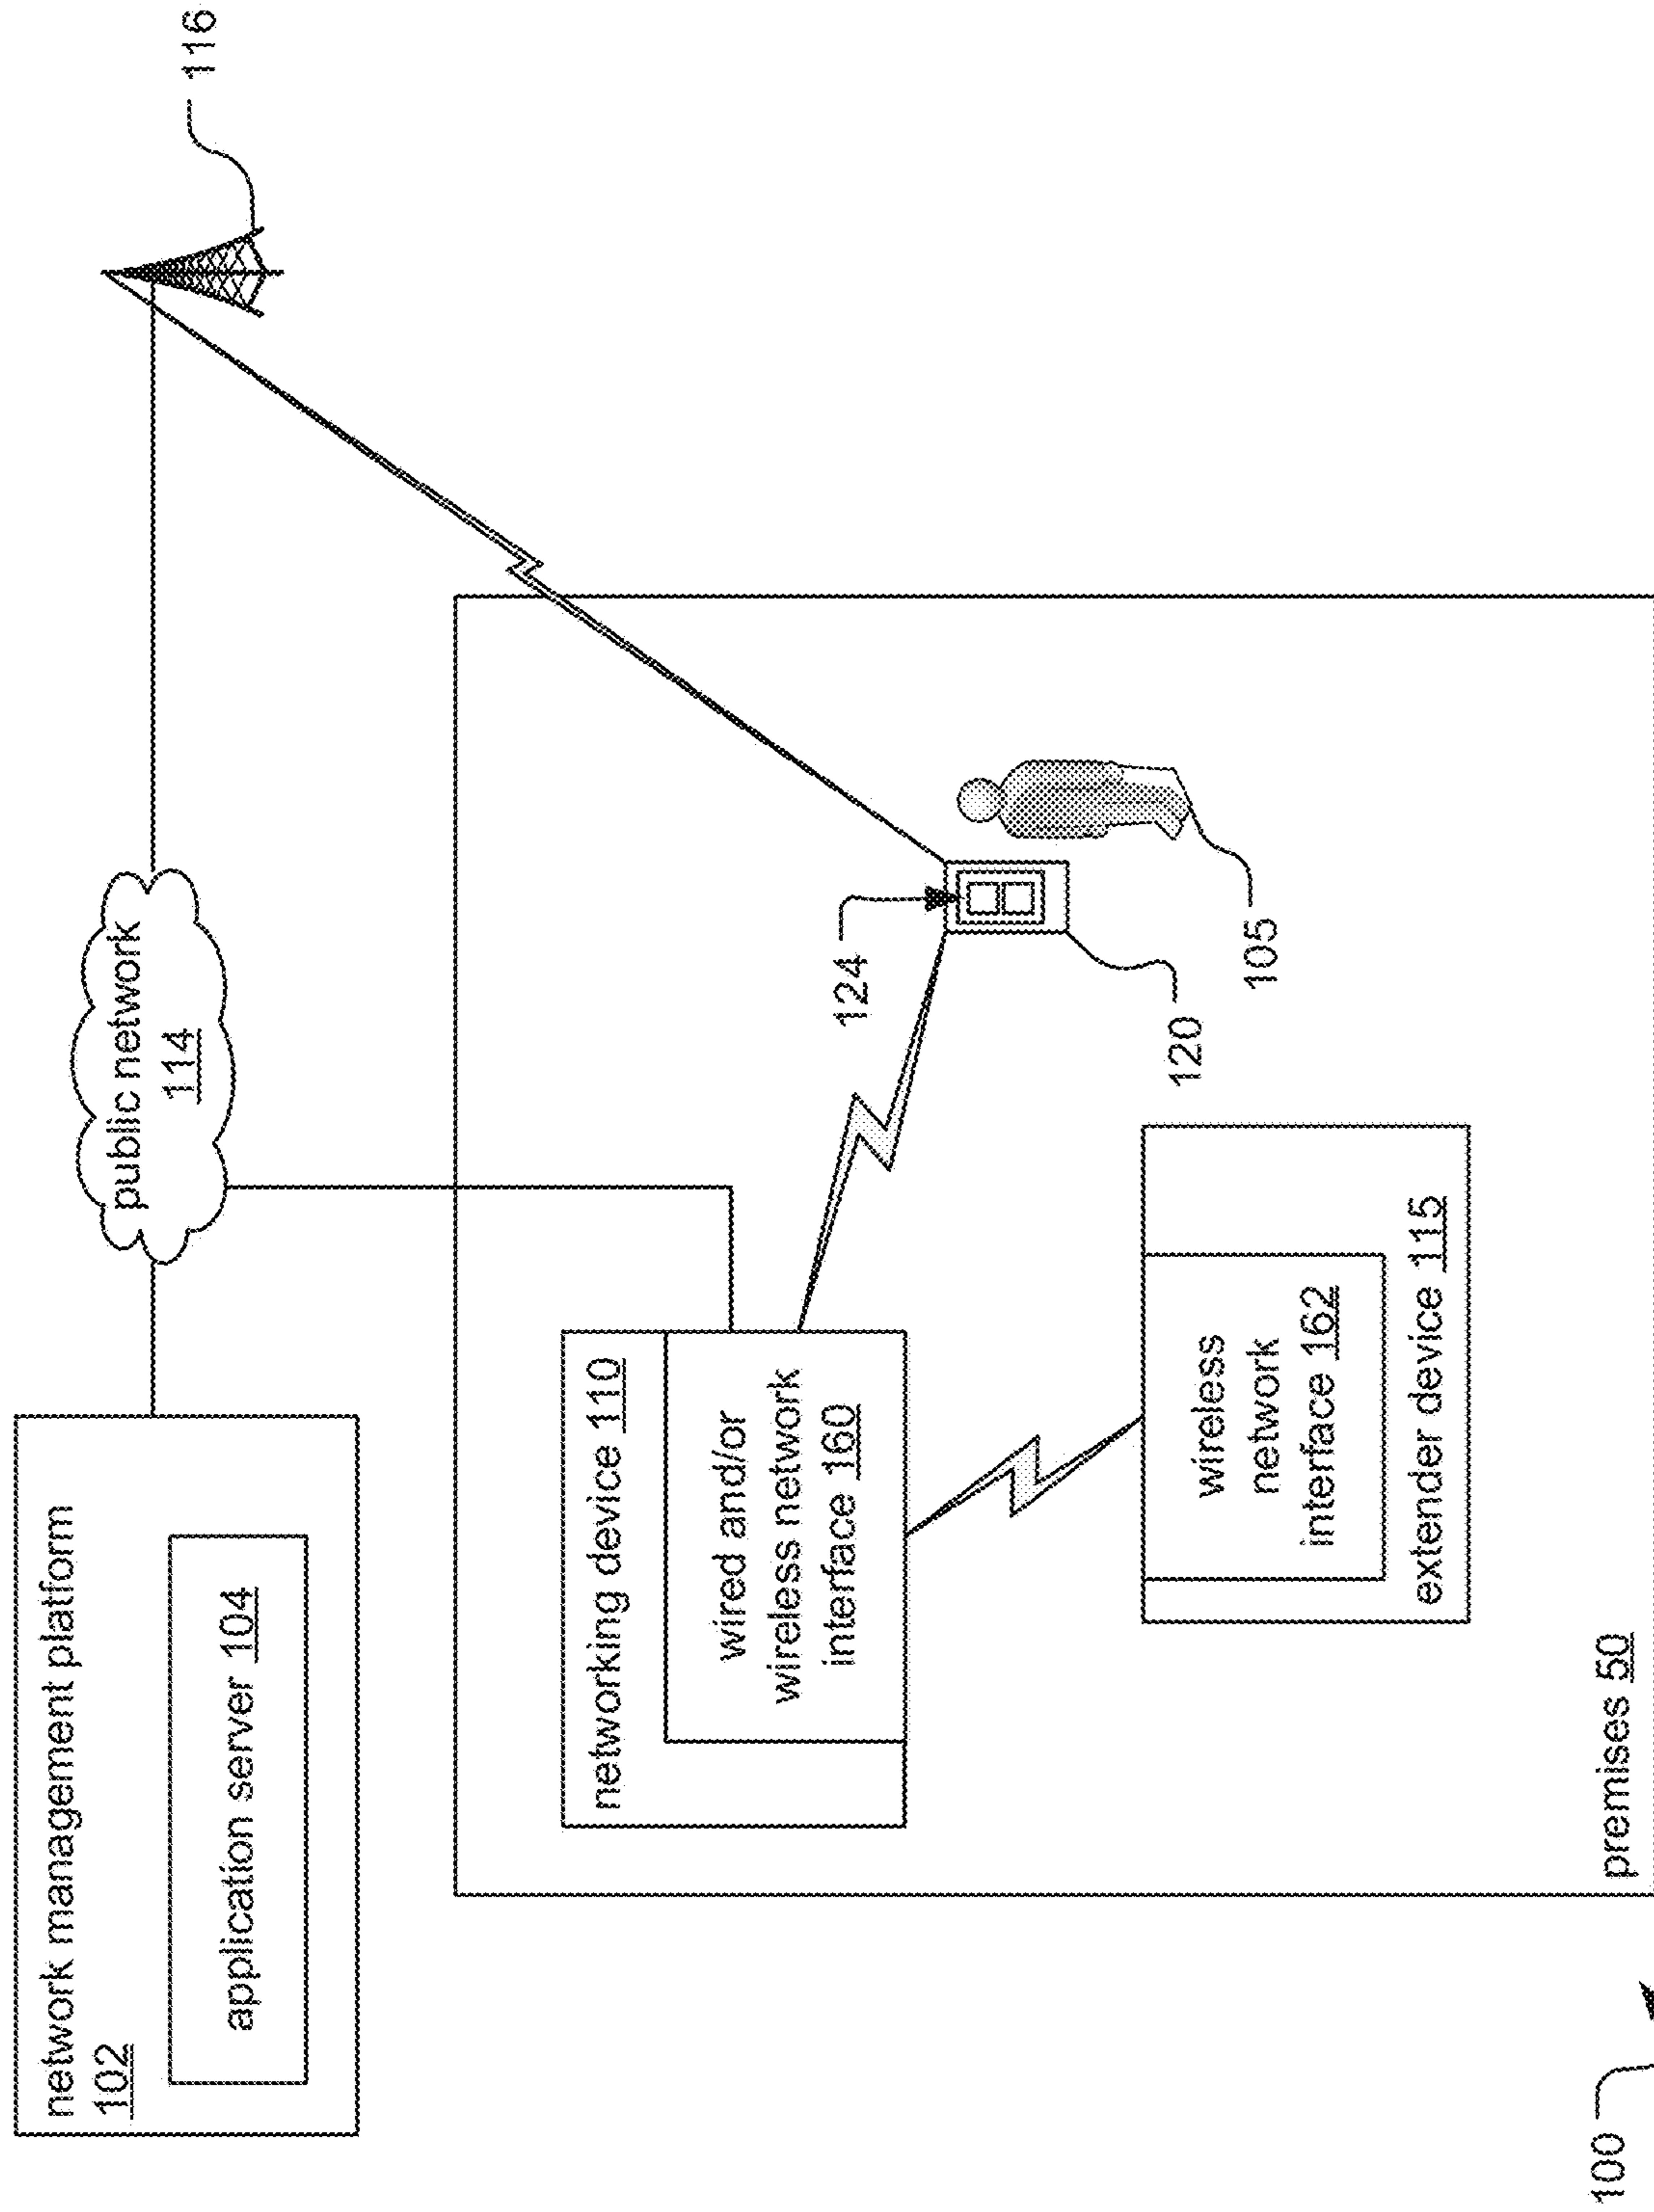 network management platform
102
application server 104
public network
114
116
networking device 110
wired and/or
wireless network
interface 160
124
120
105
wireless
network
interface 162
extender device 115
premises 50
100